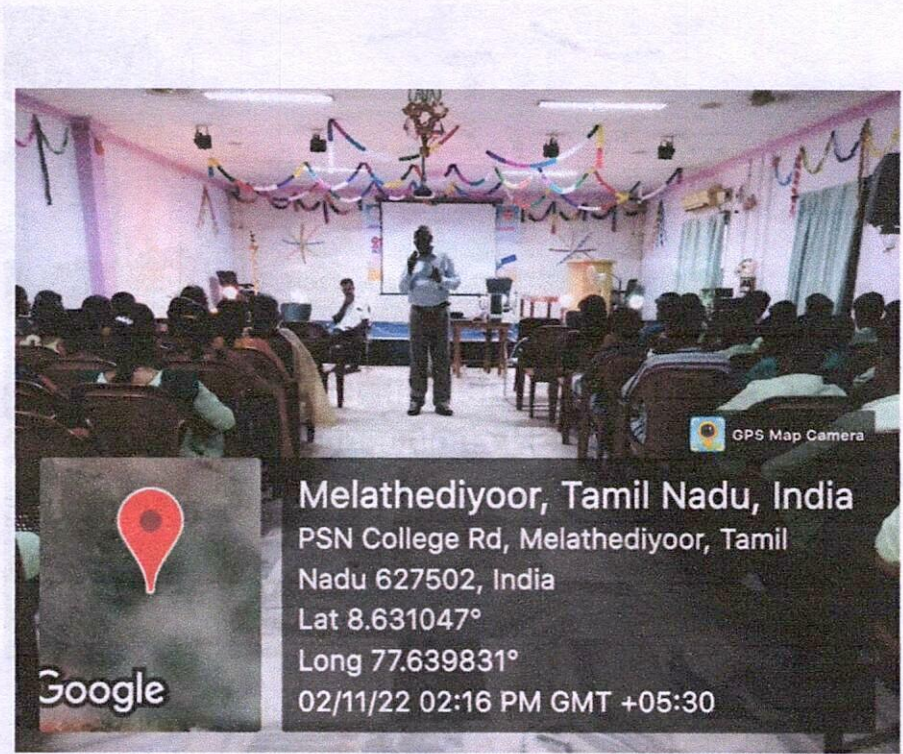 GPS Map Camera
Melathediyoor, Tamil Nadu, India
PSN College Rd, Melathediyoor, Tamil
Nadu 627502, India
Lat 8.631047°
Long 77.639831°
02/11/22 02:16 PM GMT +05:30
Google